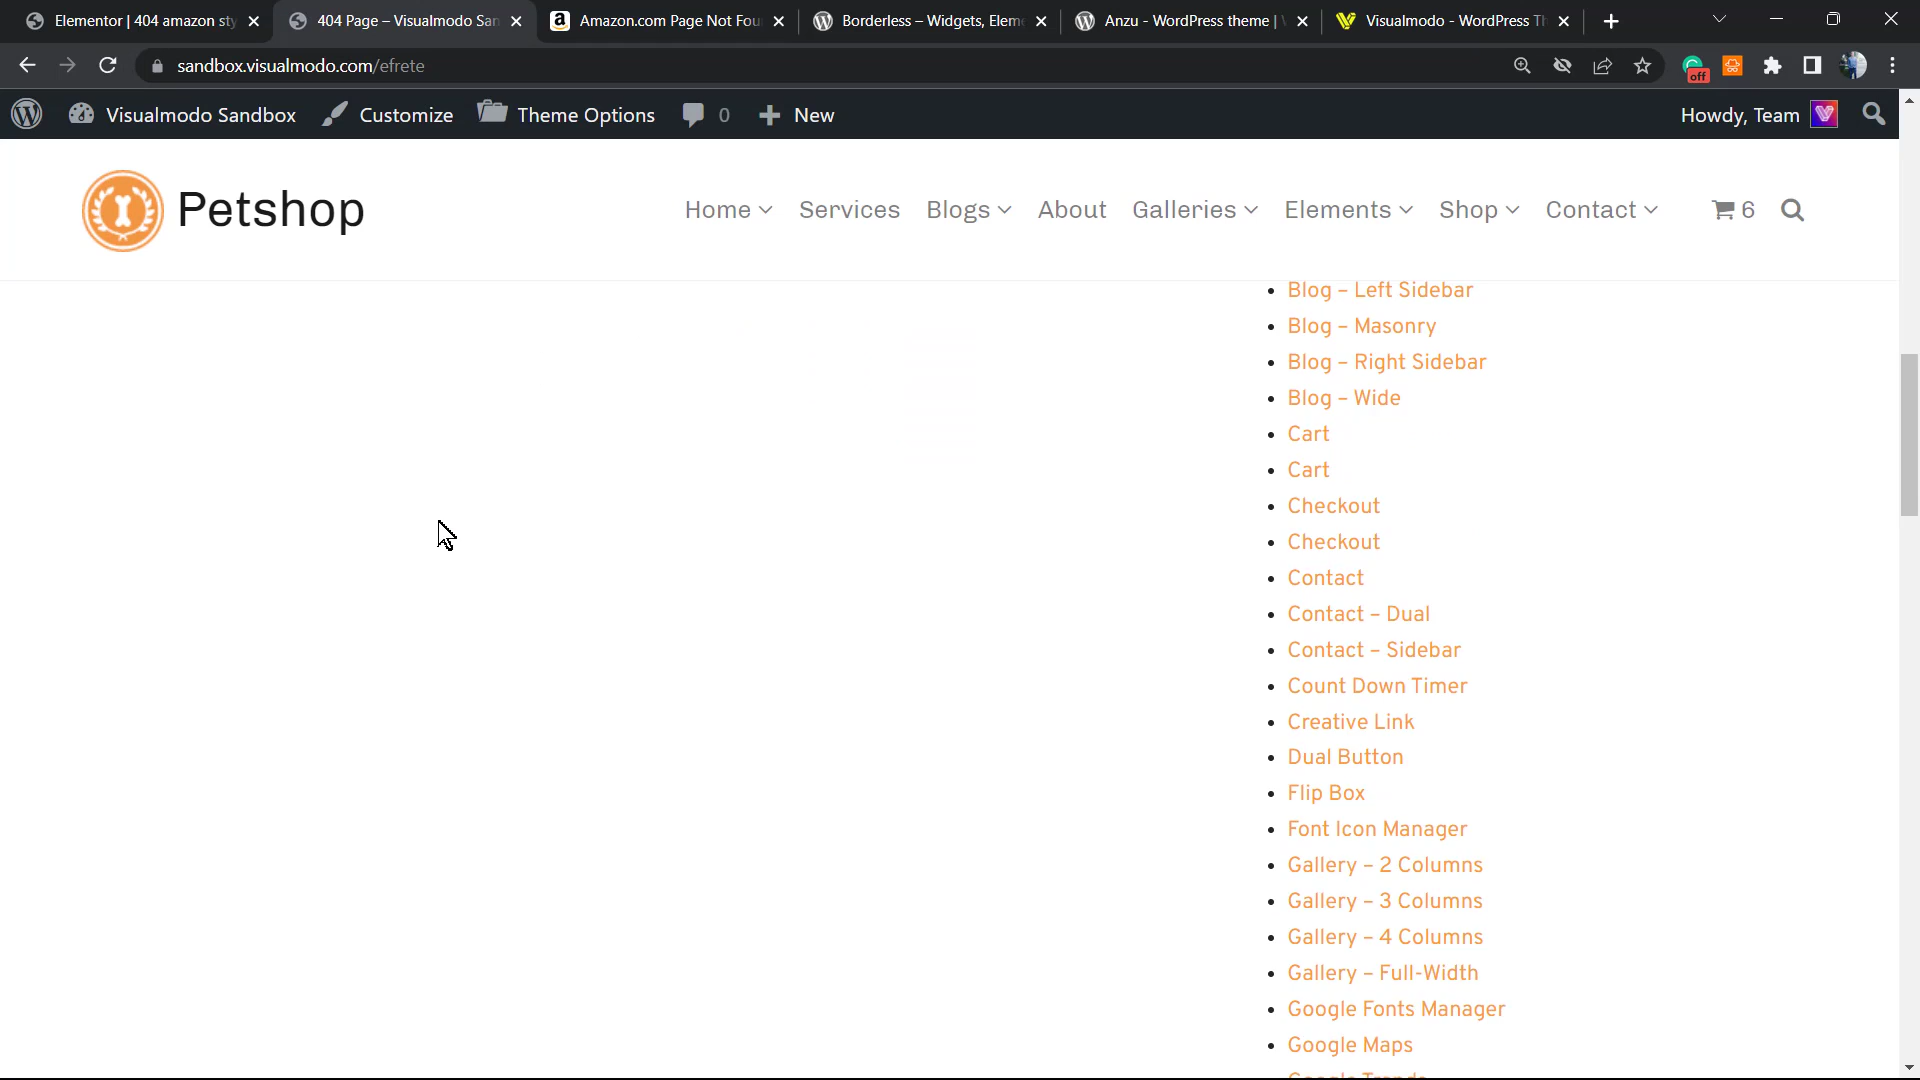 Elementor | 404 amazon sty
404 Page – Visualmodo San
Amazon.com Page Not Fou
Borderless – Widgets, Elem
Anzu - WordPress theme |
Visualmodo - WordPress Th
sandbox.visualmodo.com/efrete
off
Visualmodo Sandbox
Customize
Theme Options
0
New
Howdy, Team
Petshop
Home
Services
Blogs
About
Galleries
Elements
Shop
Contact
6
Blog – Left Sidebar
Blog – Masonry
Blog – Right Sidebar
Blog – Wide
Cart
Cart
Checkout
Checkout
Contact
Contact – Dual
Contact – Sidebar
Count Down Timer
Creative Link
Dual Button
Flip Box
Font Icon Manager
Gallery – 2 Columns
Gallery – 3 Columns
Gallery – 4 Columns
Gallery – Full-Width
Google Fonts Manager
Google Maps
Google Trends